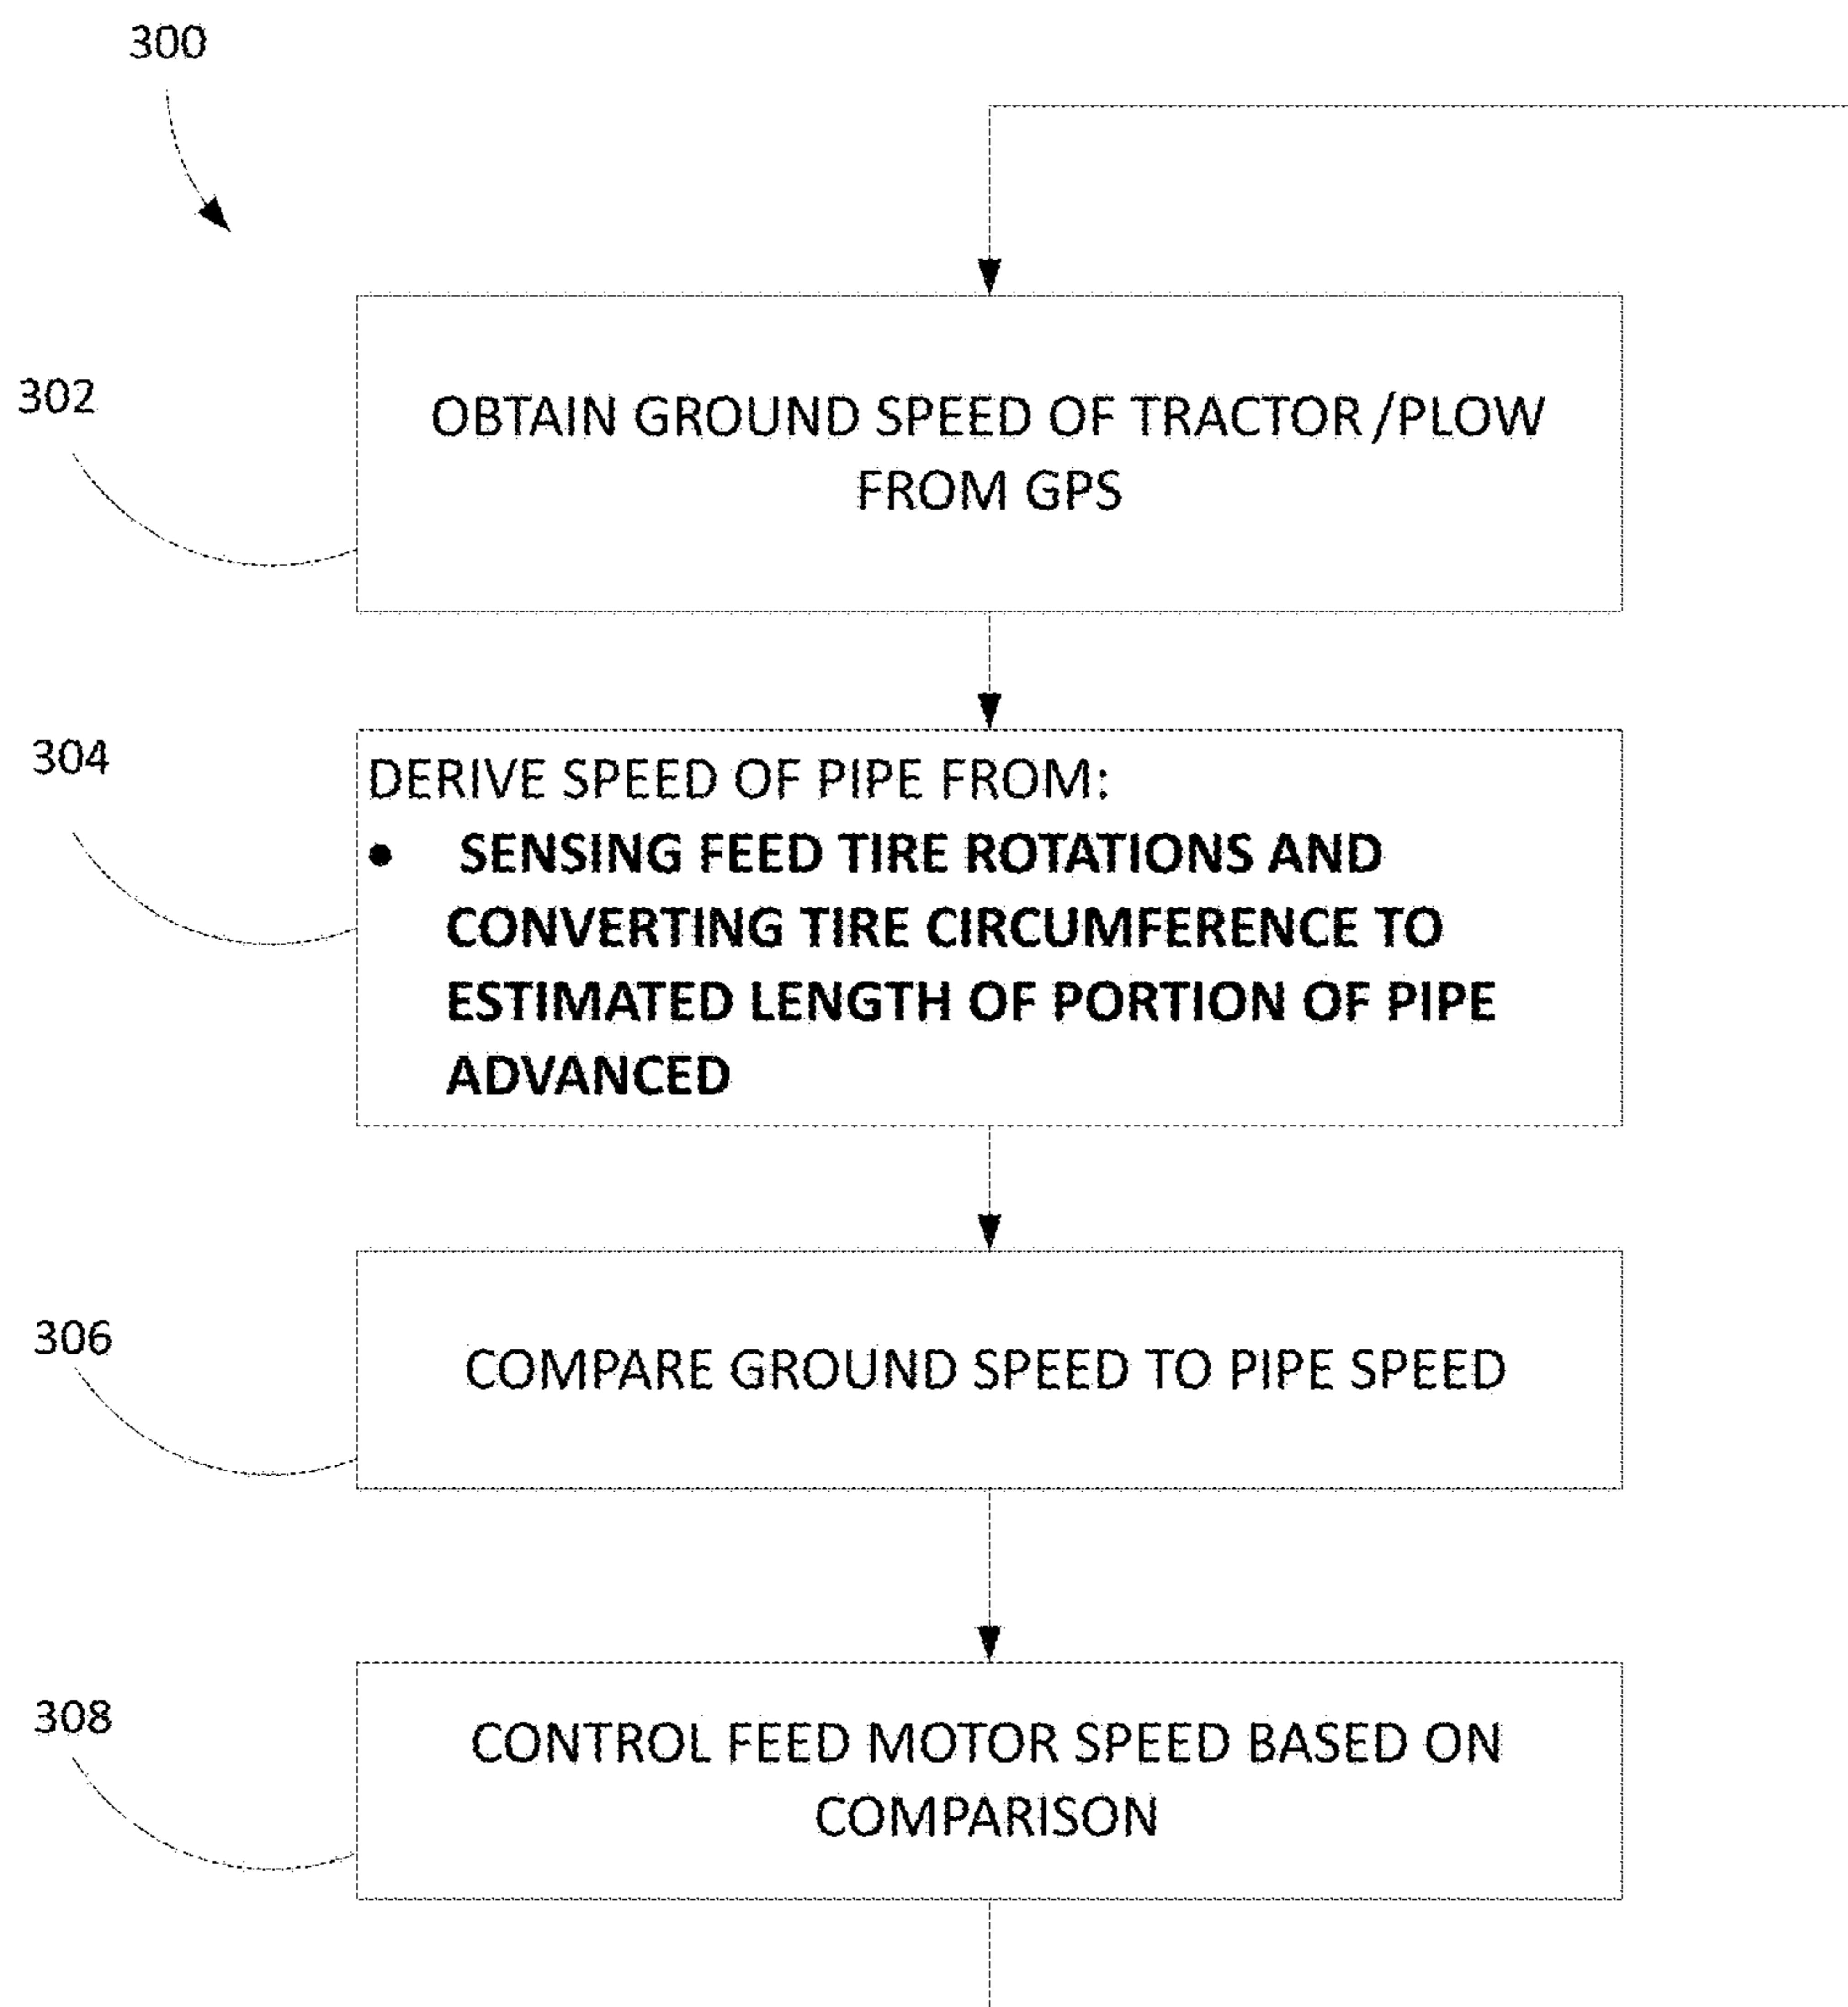 300
302
OBTAIN GROUND SPEED OF TRACTOR/PLOW
FROM GPS
304
DERIVE SPEED OF PIPE FROM:
• SENSING FEED TIRE ROTATIONS AND
CONVERTING TIRE CIRCUMFERENCE TO
ESTIMATED LENGTH OF PORTION OF PIPE
ADVANCED
306
COMPARE GROUND SPEED TO PIPE SPEED
308
CONTROL FEED MOTOR SPEED BASED ON
COMPARISON